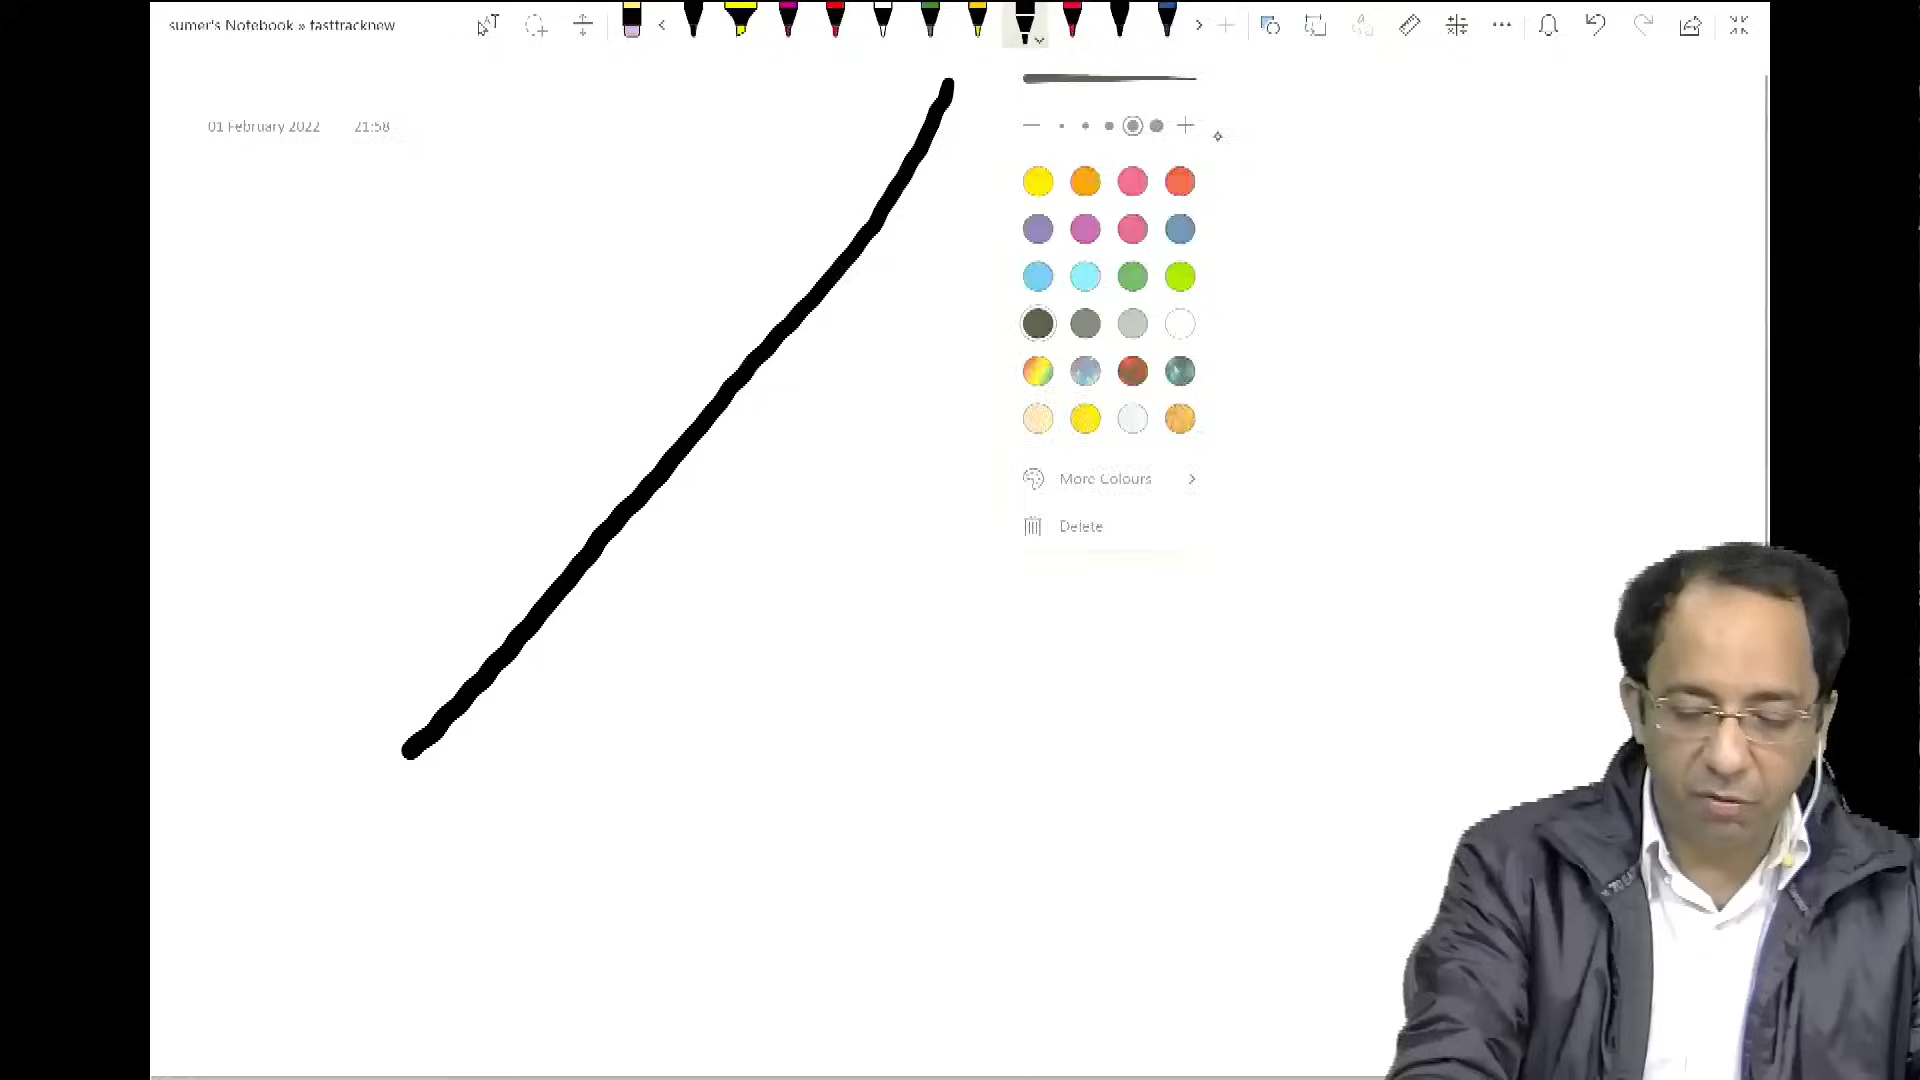 sumer's Notebook » fasttracknew
01 February 2022 21:58
More Colours
Delete